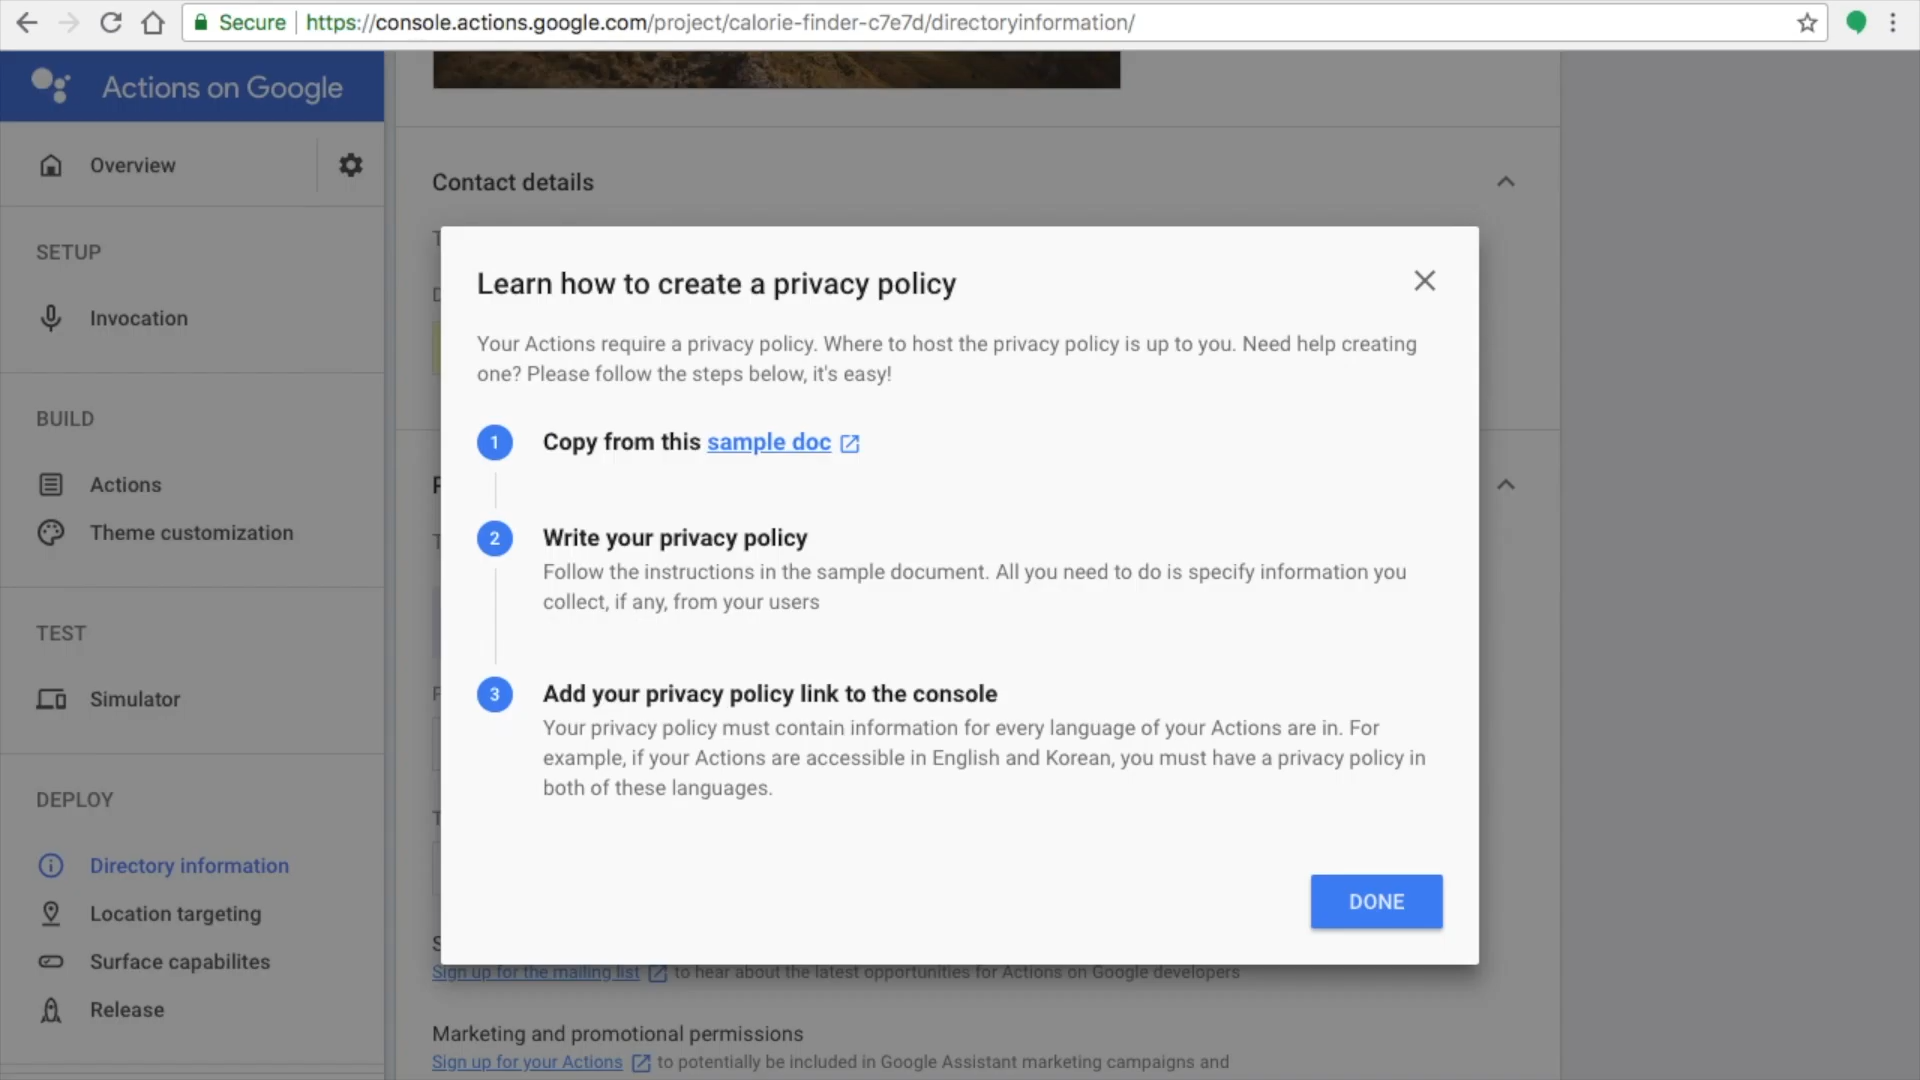 Secure https://console.actions.google.com/project/calorie-finder-c7e7d/directoryinformation/
Actions on Google
Overview
SETUP
Invocation
BUILD
Actions
Theme customization
TEST
Simulator
DEPLOY
Directory information
Location targeting
Surface capabilites
Release
Contact details
Learn how to create a privacy policy
Your Actions require a privacy policy. Where to host the privacy policy is up to you. Need help creating
one? Please follow the steps below, it's easy!
1 Copy from this sample doc
2 Write your privacy policy
Follow the instructions in the sample document. All you need to do is specify information you
collect, if any, from your users
3 Add your privacy policy link to the console
Your privacy policy must contain information for every language of your Actions are in. For
example, if your Actions are accessible in English and Korean, you must have a privacy policy in
both of these languages.
DONE
Sign up for the mailing list to hear about the latest opportunities for Actions on Google developers
Marketing and promotional permissions
Sign up for your Actions to potentially be included in Google Assistant marketing campaigns and